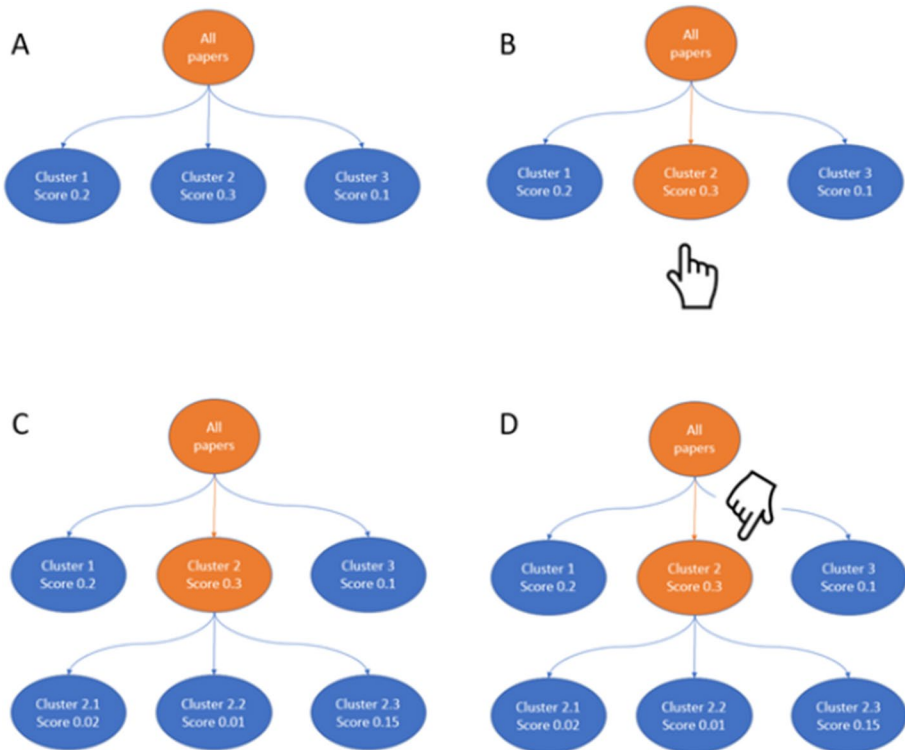 A
All
papers
Cluster 1
Score 0.2
Cluster 2
Score 0.3
Cluster 3
Score 0.1
B
All
papers
Cluster 1
Score 0.2
Cluster 2
Score 0.3
Cluster 3
Score 0.1
C
All
papers
Cluster 1
Score 0.2
Cluster 2
Score 0.3
Cluster 3
Score 0.1
Cluster 2.1
Score 0.02
Cluster 2.2
Score 0.01
Cluster 2.3
Score 0.15
D
All
papers
Cluster 1
Score 0.2
Cluster 2
Score 0.3
Cluster 3
Score 0.1
Cluster 2.1
Score 0.02
Cluster 2.2
Score 0.01
Cluster 2.3
Score 0.15